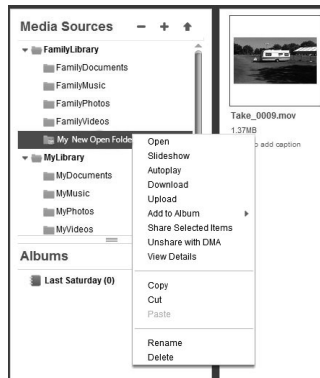 Media Sources
FamilyLibrary
FamilyDocuments
FamilyMusic
FamilyPhotos
FamilyVideos
My New Open Folde
MyLibrary
MyDocuments
MyMusic
MyPhotos
MyVideos
Albums
Last Saturday (0)
Open
Slideshow
Autoplay
Download
Upload
Add to Album
Share Selected Items
Unshare with DMA
View Details
Copy
Cut
Paste
Rename
Delete
Take_0009.mov
1.37MB
add caption